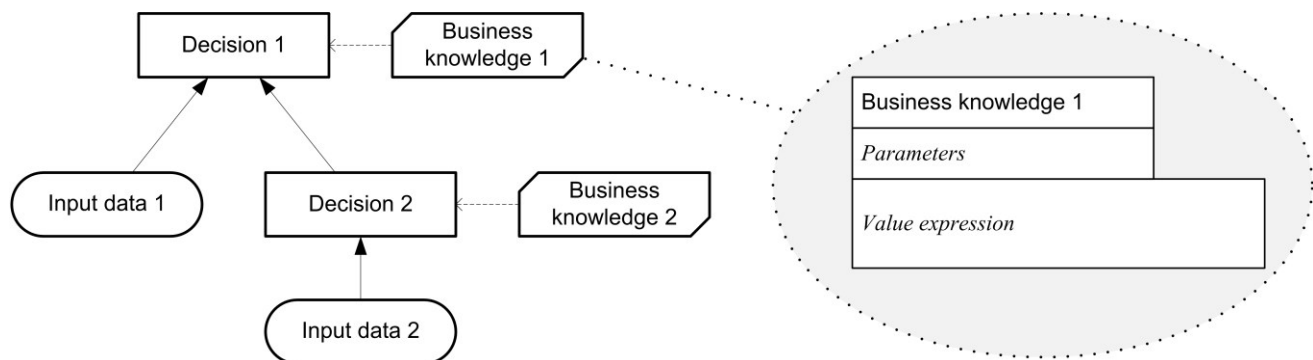 Decision 1
Business
knowledge 1
Business knowledge 1
Parameters
Value expression
Input data 1
Decision 2
Business
knowledge 2
Input data 2